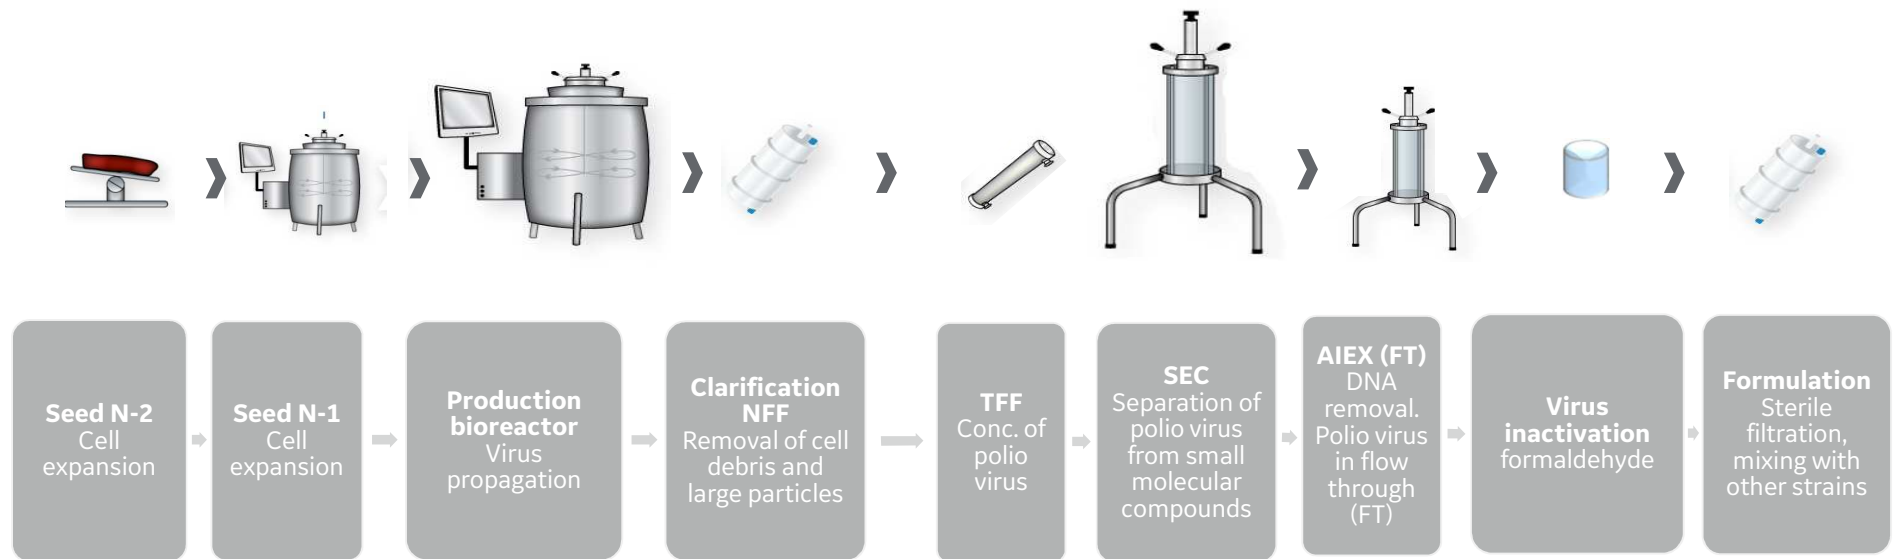 Seed N-2
Cell
expansion
Seed N-1
Cell
expansion
Production
bioreactor
Virus
propagation
Clarification
NFF
Removal of cell
debris and
large particles
TFF
Conc. of
polio
virus
SEC
Separation of
polio virus
from small
molecular
compounds
AIEX (FT)
DNA
removal.
Polio virus
in flow
through
(FT)
Virus
inactivation
formaldehyde
Formulation
Sterile
filtration,
mixing with
other strains